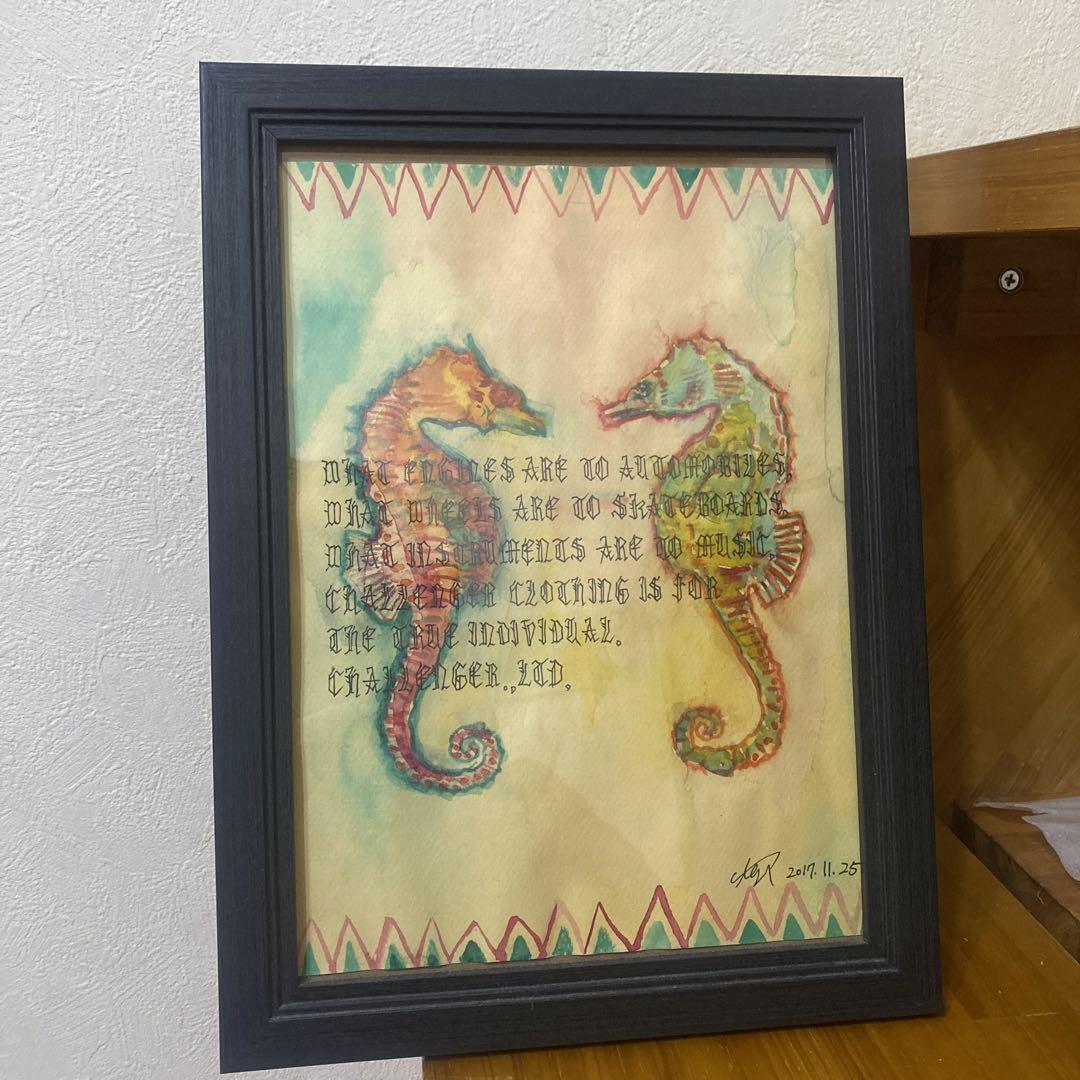 WHAT ENGINES ARE TO AUTOMOBILES,
WHAT WHEELS ARE TO SKATEBOARDS,
WHAT INSTRUMENTS ARE TO MUSIC,
CHALLENGER CLOTHING IS FOR
THE TRUE INDIVIDUAL.
CHALLENGER.,LTD,
2017.11.25